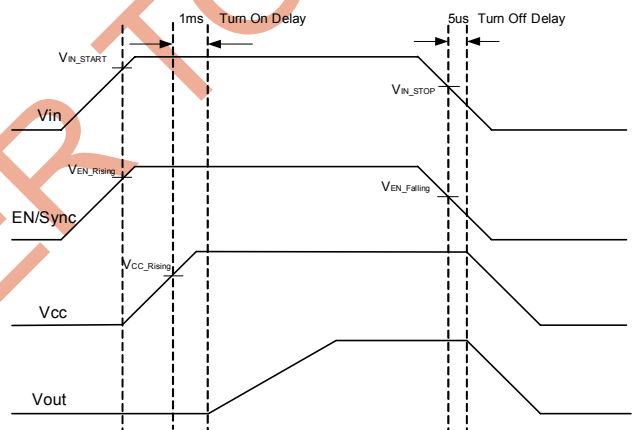 1ms Turn On Delay
5us Turn Off Delay
VIN_START
VIN_STOP
Vin
VEN_Rising
VEN_Falling
EN/Sync
VCC_Rising
Vcc
Vout